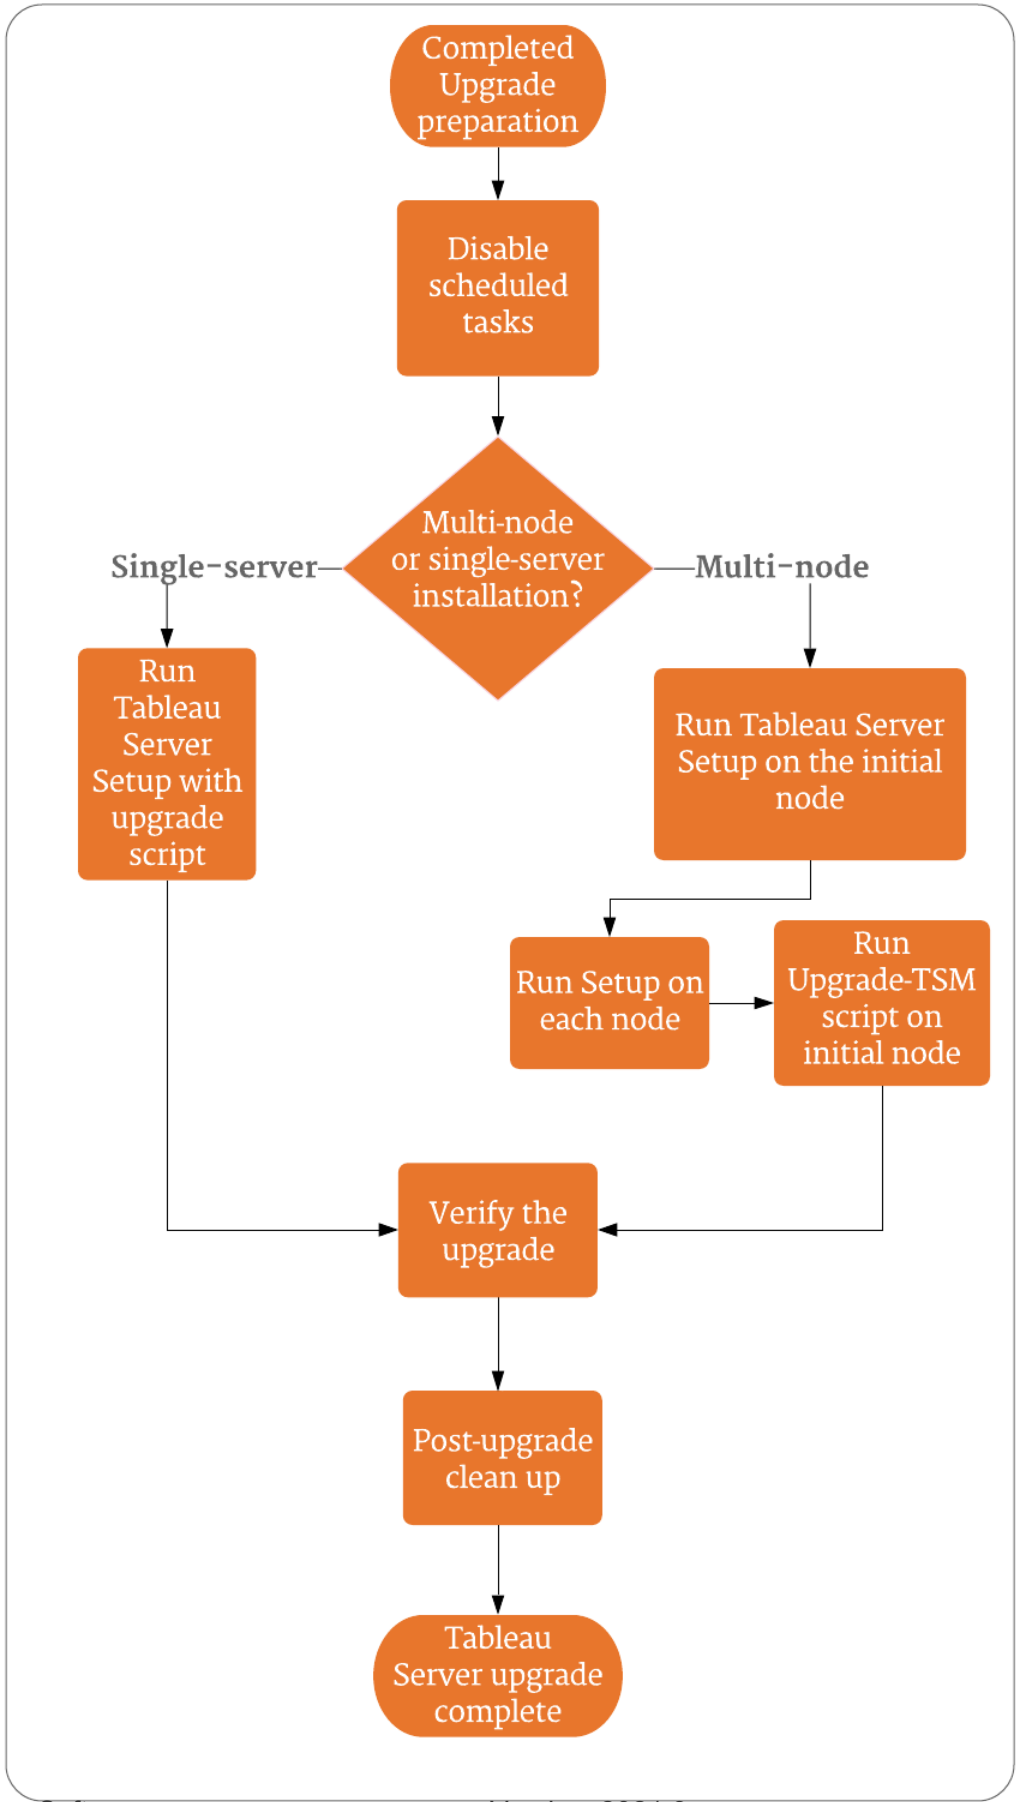 Completed
Upgrade
preparation
Disable
scheduled
tasks
Multi-node
or single-server
installation?
Single-server
Multi-node
Run
Tableau
Server
Setup with
upgrade
script
Run Tableau Server
Setup on the initial
node
Run Setup on
each node
Run
Upgrade-TSM
script on
initial node
Verify the
upgrade
Post-upgrade
clean up
Tableau
Server upgrade
complete